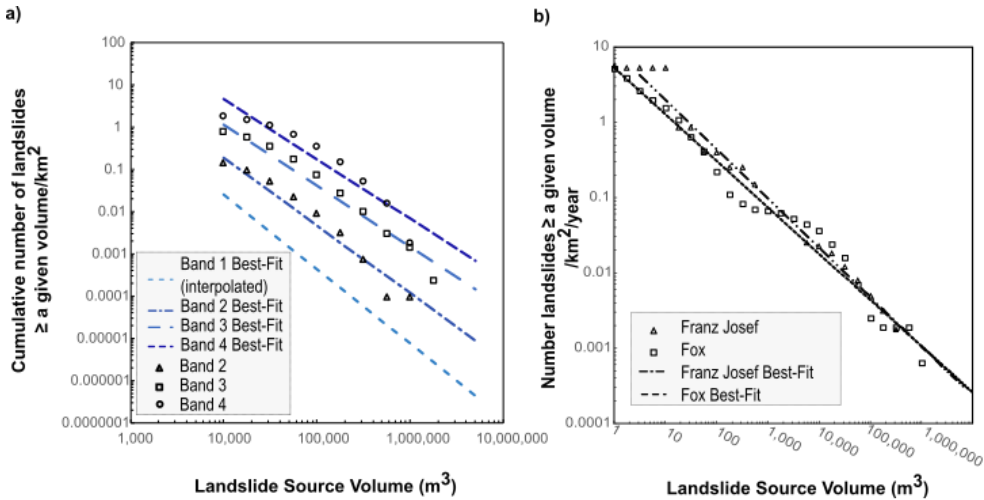 a)
Cumulative number of landslides
≥ a given volume/km²
100
10
1
0.1
0.01
0.001
0.0001
0.00001
0.000001
0.0000001
1,000
10,000
100,000
1,000,000
10,000,000
Band 1 Best-Fit
(interpolated)
Band 2 Best-Fit
Band 3 Best-Fit
Band 4 Best-Fit
Band 2
Band 3
Band 4
Landslide Source Volume (m³)
b)
Number landslides ≥ a given volume
/km²/year
10
1
0.1
0.01
0.001
0.0001
1
10
100
1,000
10,000
100,000
1,000,000
Franz Josef
Fox
Franz Josef Best-Fit
Fox Best-Fit
Landslide Source Volume (m³)